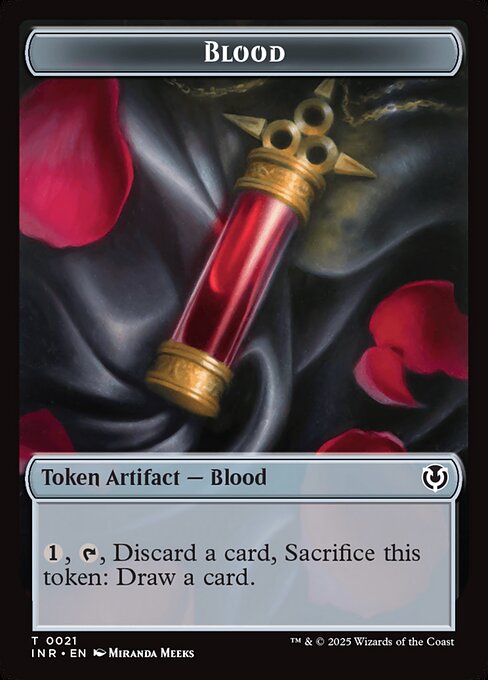 Blood
Token Artifact — Blood
1, , Discard a card, Sacrifice this
token: Draw a card.
T 0021
INR • EN Miranda Meeks
™ & © 2025 Wizards of the Coast